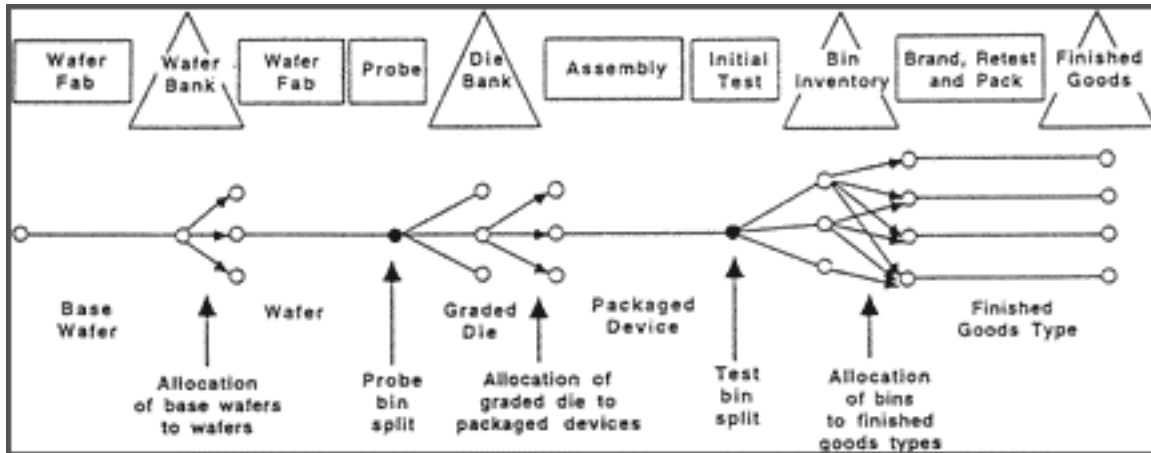 Wafer
Fab
Wafer
Bank
Wafer
Fab
Probe
Die
Bank
Assembly
Initial
Test
Bin
Inventory
Brand, Retest
and Pack
Finished
Goods
Base
Wafer
Wafer
Graded
Die
Packaged
Device
Finished
Goods Type
Allocation
of base wafers
to wafers
Probe
bin
split
Allocation of
graded die to
packaged devices
Test
bin
split
Allocation
of bins
to finished
goods types